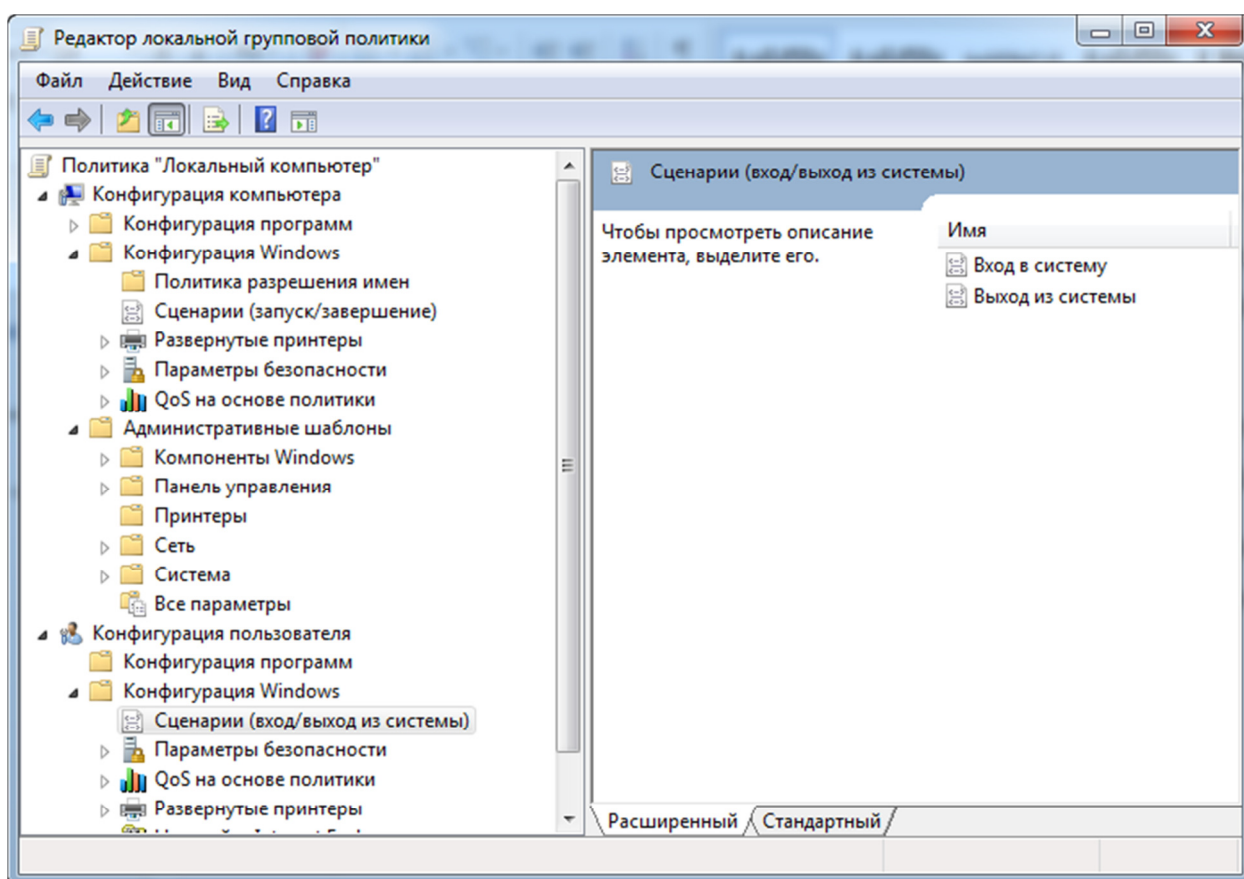 Редактор локальной групповой политики
Файл Действие Вид Справка
Политика "Локальный компьютер"
Конфигурация компьютера
Конфигурация программ
Конфигурация Windows
Политика разрешения имен
Сценарии (запуск/завершение)
Развернутые принтеры
Параметры безопасности
QoS на основе политики
Административные шаблоны
Компоненты Windows
Панель управления
Принтеры
Сеть
Система
Все параметры
Конфигурация пользователя
Конфигурация программ
Конфигурация Windows
Сценарии (вход/выход из системы)
Параметры безопасности
QoS на основе политики
Развернутые принтеры
Сценарии (вход/выход из системы)
Чтобы просмотреть описание
элемента, выделите его.
Имя
Вход в систему
Выход из системы
Расширенный Стандартный